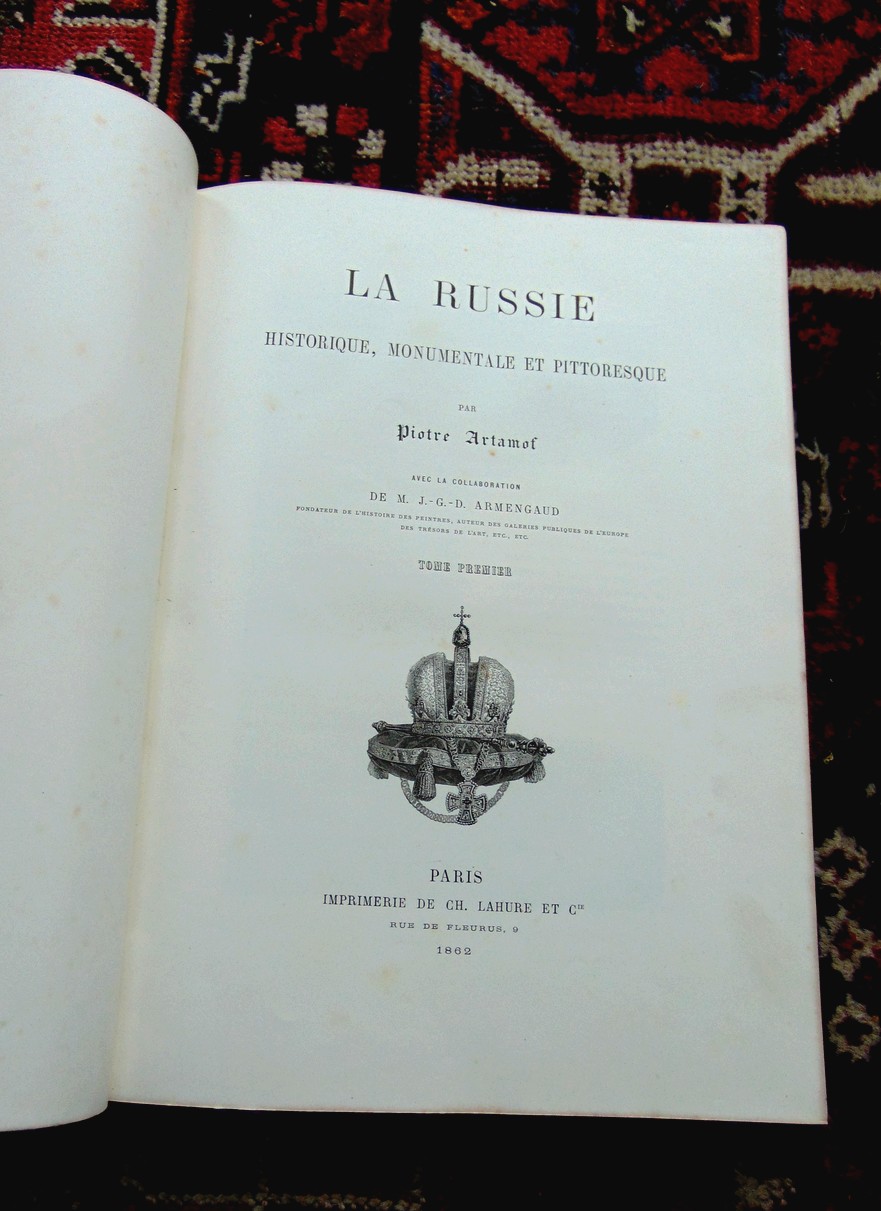 LA RUSSIE
HISTORIQUE, MONUMENTALE ET PITTORESQUE
PAR
Piotre Artamof
AVEC LA COLLABORATION
DE M. J.-G.-D. ARMENGAUD
FONDATEUR DE L'HISTOIRE DES PEINTRES, AUTEUR DES GALERIES PUBLIQUES DE L'EUROPE
DES TRÉSORS DE L'ART, ETC., ETC.
TOME PREMIER
PARIS
IMPRIMERIE DE CH. LAHURE ET Cie
RUE DE FLEURUS, 9
1862